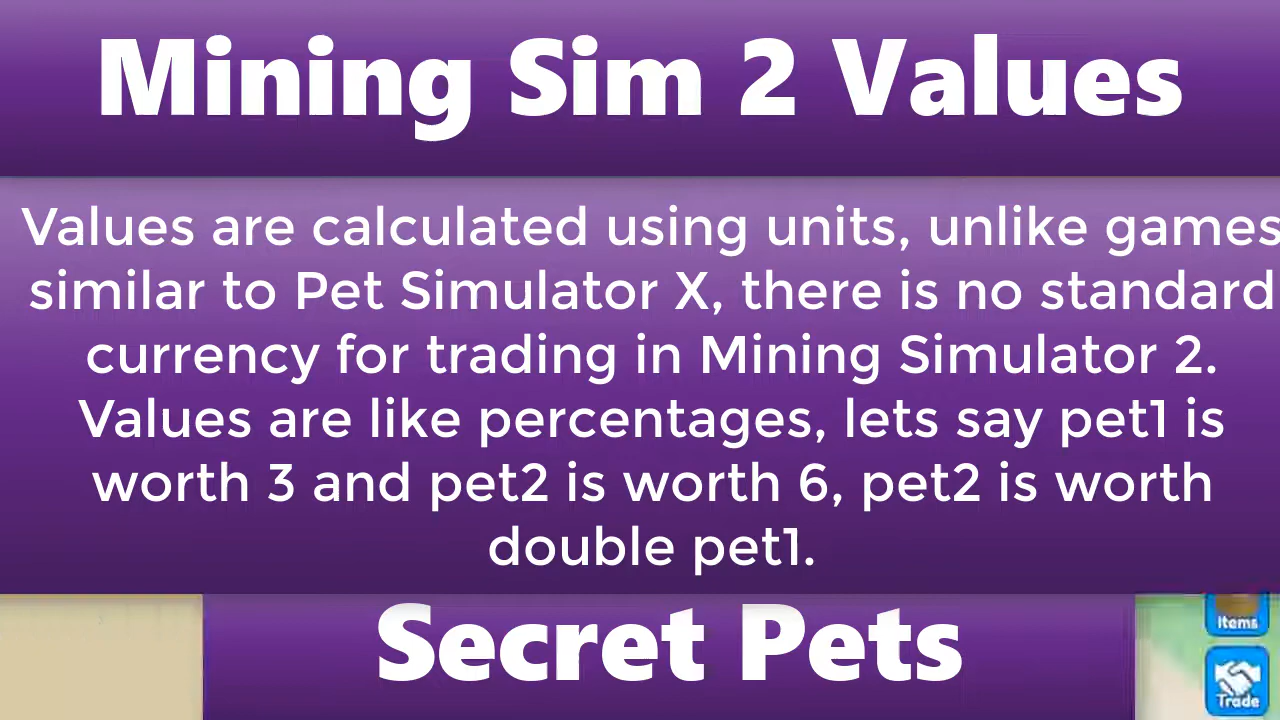 Mining Sim 2 Values
Values are calculated using units, unlike games
similar to Pet Simulator X, there is no standard
currency for trading in Mining Simulator 2.
Values are like percentages, lets say pet1 is
worth 3 and pet2 is worth 6, pet2 is worth
double pet1.
Secret Pets
Items
Trade